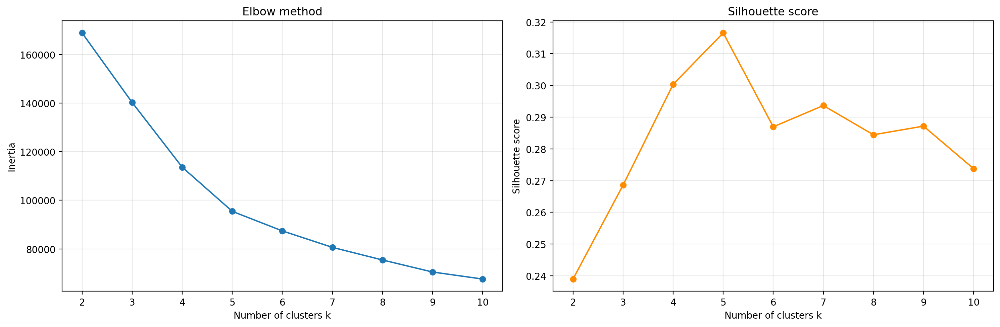 Elbow method
160000
140000
120000
100000
80000
Inertia
2 3 4 5 6 7 8 9 10
Number of clusters k
Silhouette score
0.32
0.31
0.30
0.29
0.28
0.27
0.26
0.25
0.24
Silhouette score
2 3 4 5 6 7 8 9 10
Number of clusters k